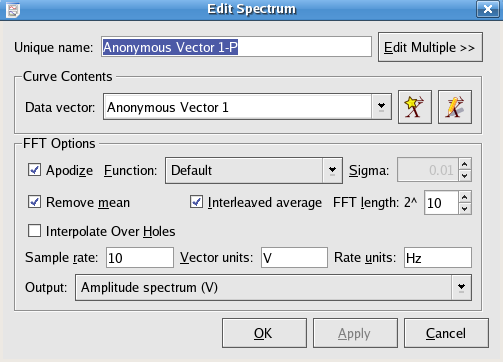 Edit Spectrum
Unique name: Anonymous Vector 1-P Edit Multiple >>
Curve Contents
Data vector: Anonymous Vector 1
FFT Options
Apodize Function: Default Sigma: 0.01
Remove mean Interleaved average FFT length: 2^ 10
Interpolate Over Holes
Sample rate: 10 Vector units: V Rate units: Hz
Output: Amplitude spectrum (V)
OK Apply Cancel